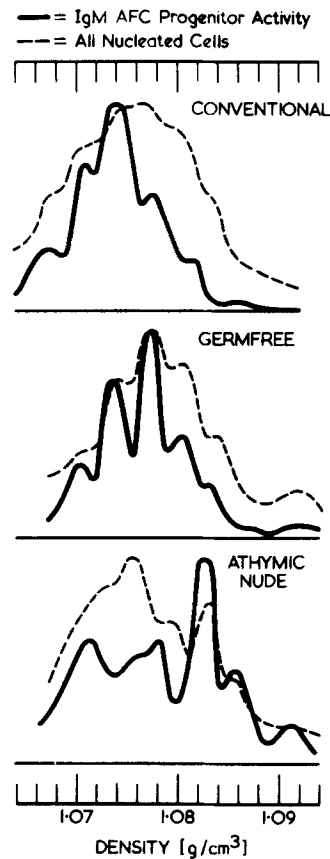 — = IgM AFC Progenitor Activity
--- = All Nucleated Cells
CONVENTIONAL
GERMFREE
ATHYMIC
NUDE
1·07 1·08 1·09
DENSITY [g/cm³]